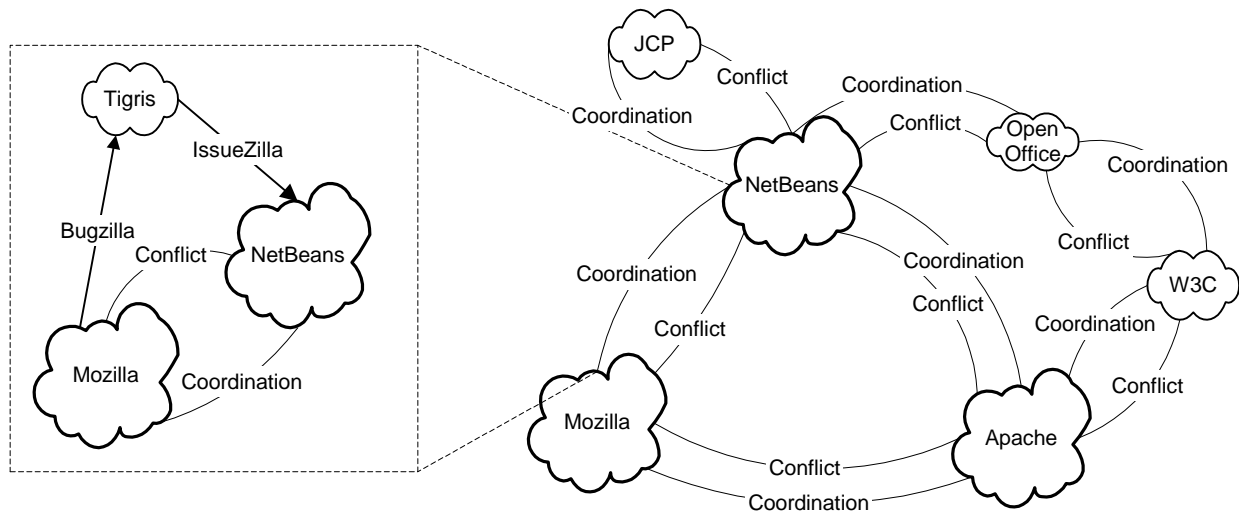 Tigris
IssueZilla
Bugzilla
Conflict
NetBeans
Mozilla
Coordination
JCP
Conflict
Coordination
Coordination
Conflict
Open
Office
NetBeans
Coordination
Conflict
W3C
Coordination
Coordination
Conflict
Conflict
Coordination
Conflict
Mozilla
Apache
Conflict
Coordination